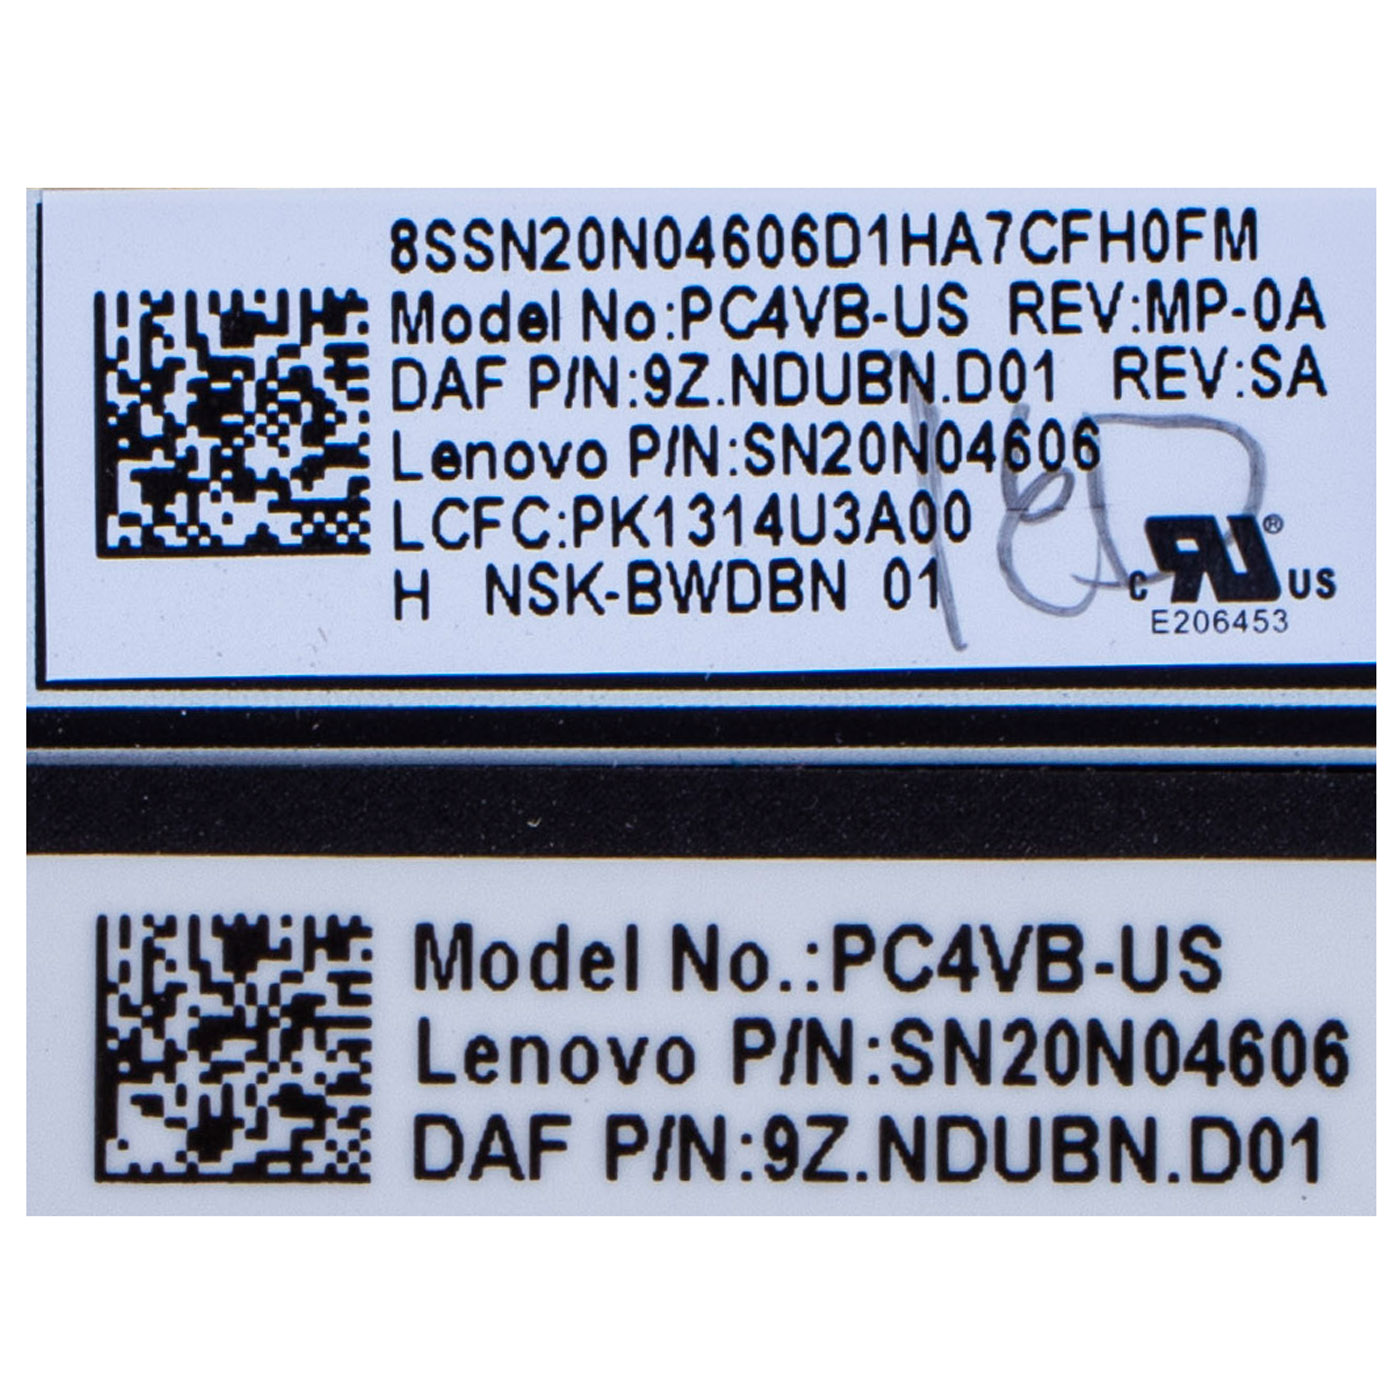 8SSN20N04606D1HA7CFH0FM
Model No:PC4VB-US REV:MP-0A
DAF P/N:9Z.NDUBN.D01 REV:SA
Lenovo P/N:SN20N04606
LCFC:PK1314U3A00
H NSK-BWDBN 01
C RU ® US
E206453
Model No.:PC4VB-US
Lenovo P/N:SN20N04606
DAF P/N:9Z.NDUBN.D01